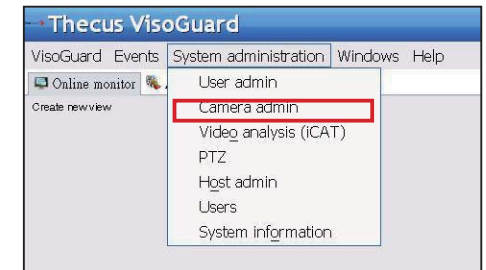 Thecus VisoGuard
VisoGuard Events System administration Windows Help
Online monitor
Create new view
User admin
Camera admin
Video analysis (iCAT)
PTZ
Host admin
Users
System information